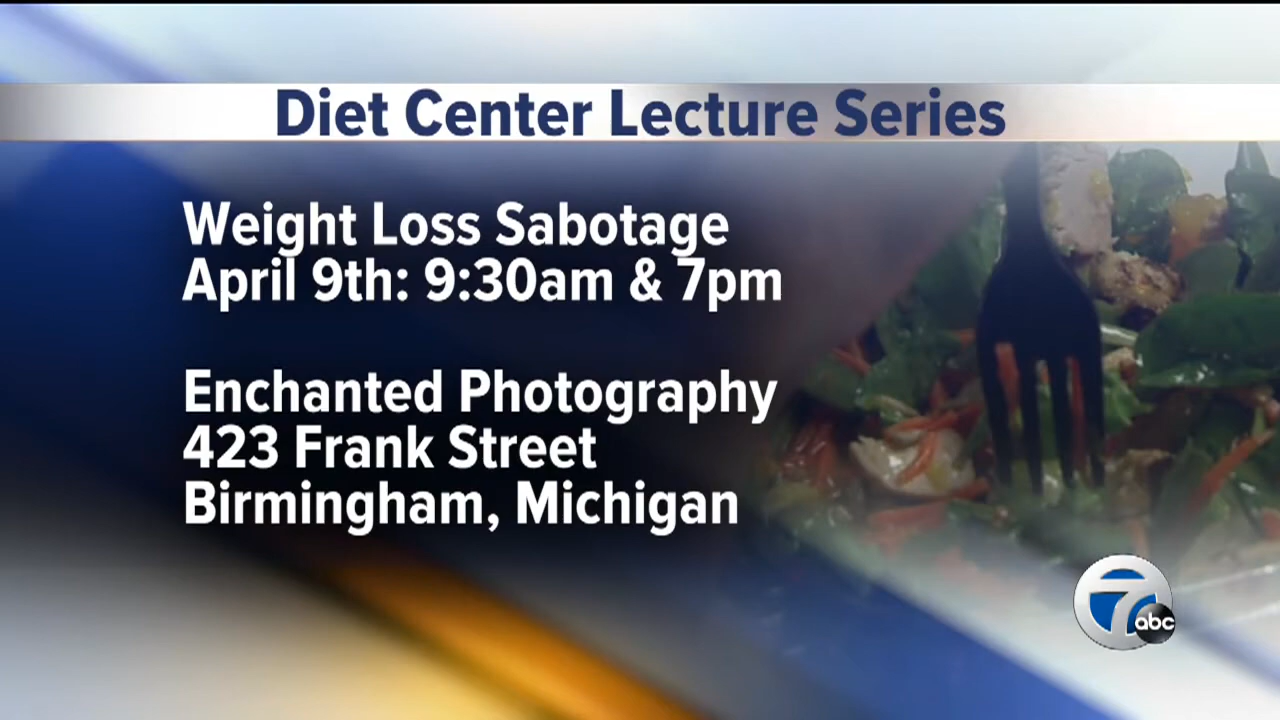 Diet Center Lecture Series
Weight Loss Sabotage
April 9th: 9:30am & 7pm
Enchanted Photography
423 Frank Street
Birmingham, Michigan
7
abc